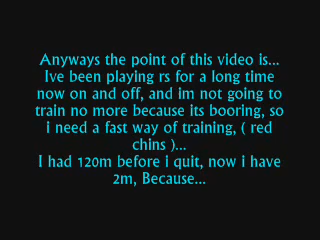 Anyways the point of this video is...
Ive been playing rs for a long time
now on and off, and im not going to
train no more because its booring, so
i need a fast way of training, ( red
chins )...
I had 120m before i quit, now i have
2m, Because...